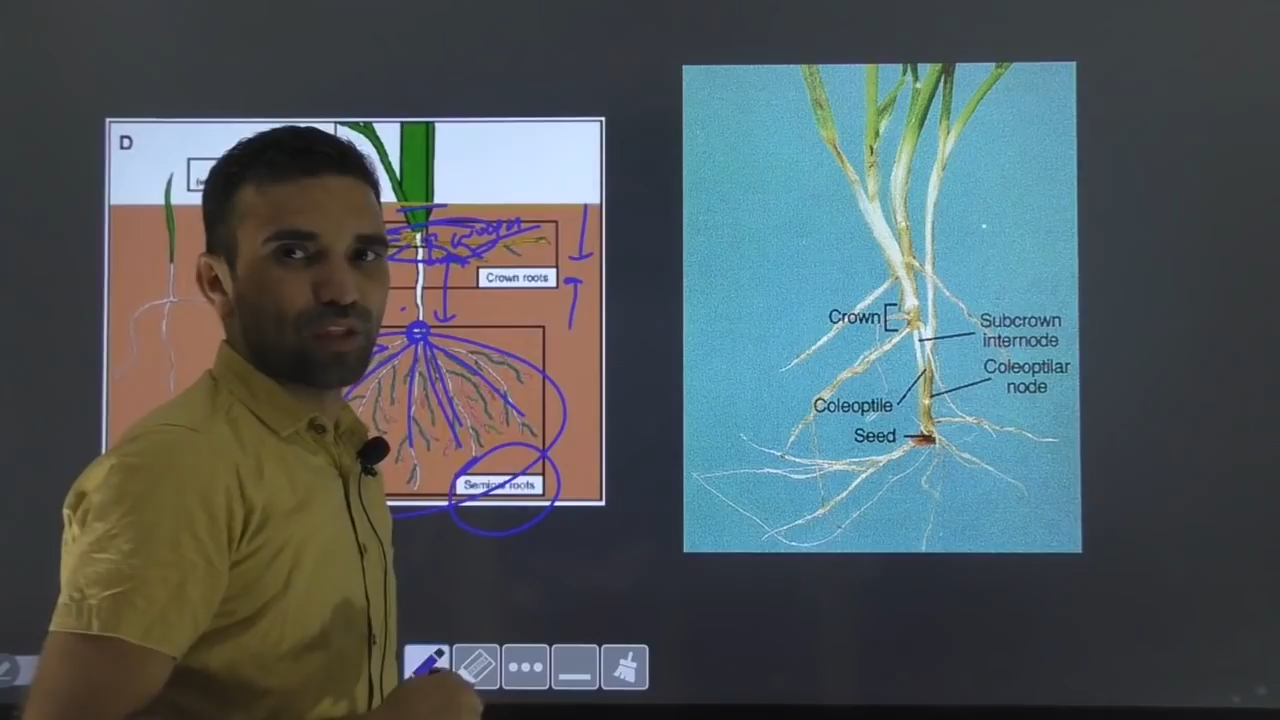 D
Crown roots
Seminal roots
Crown
Subcrown
internode
Coleoptilar
node
Coleoptile
Seed